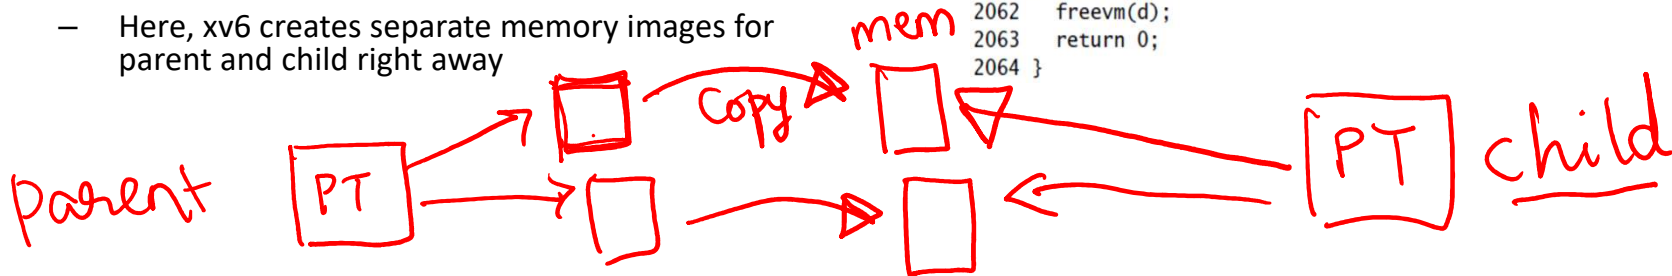 – Here, xv6 creates separate memory images for
parent and child right away
2062 freevm(d);
2063 return 0;
2064 }
mem
Copy
parent
PT
PT
child